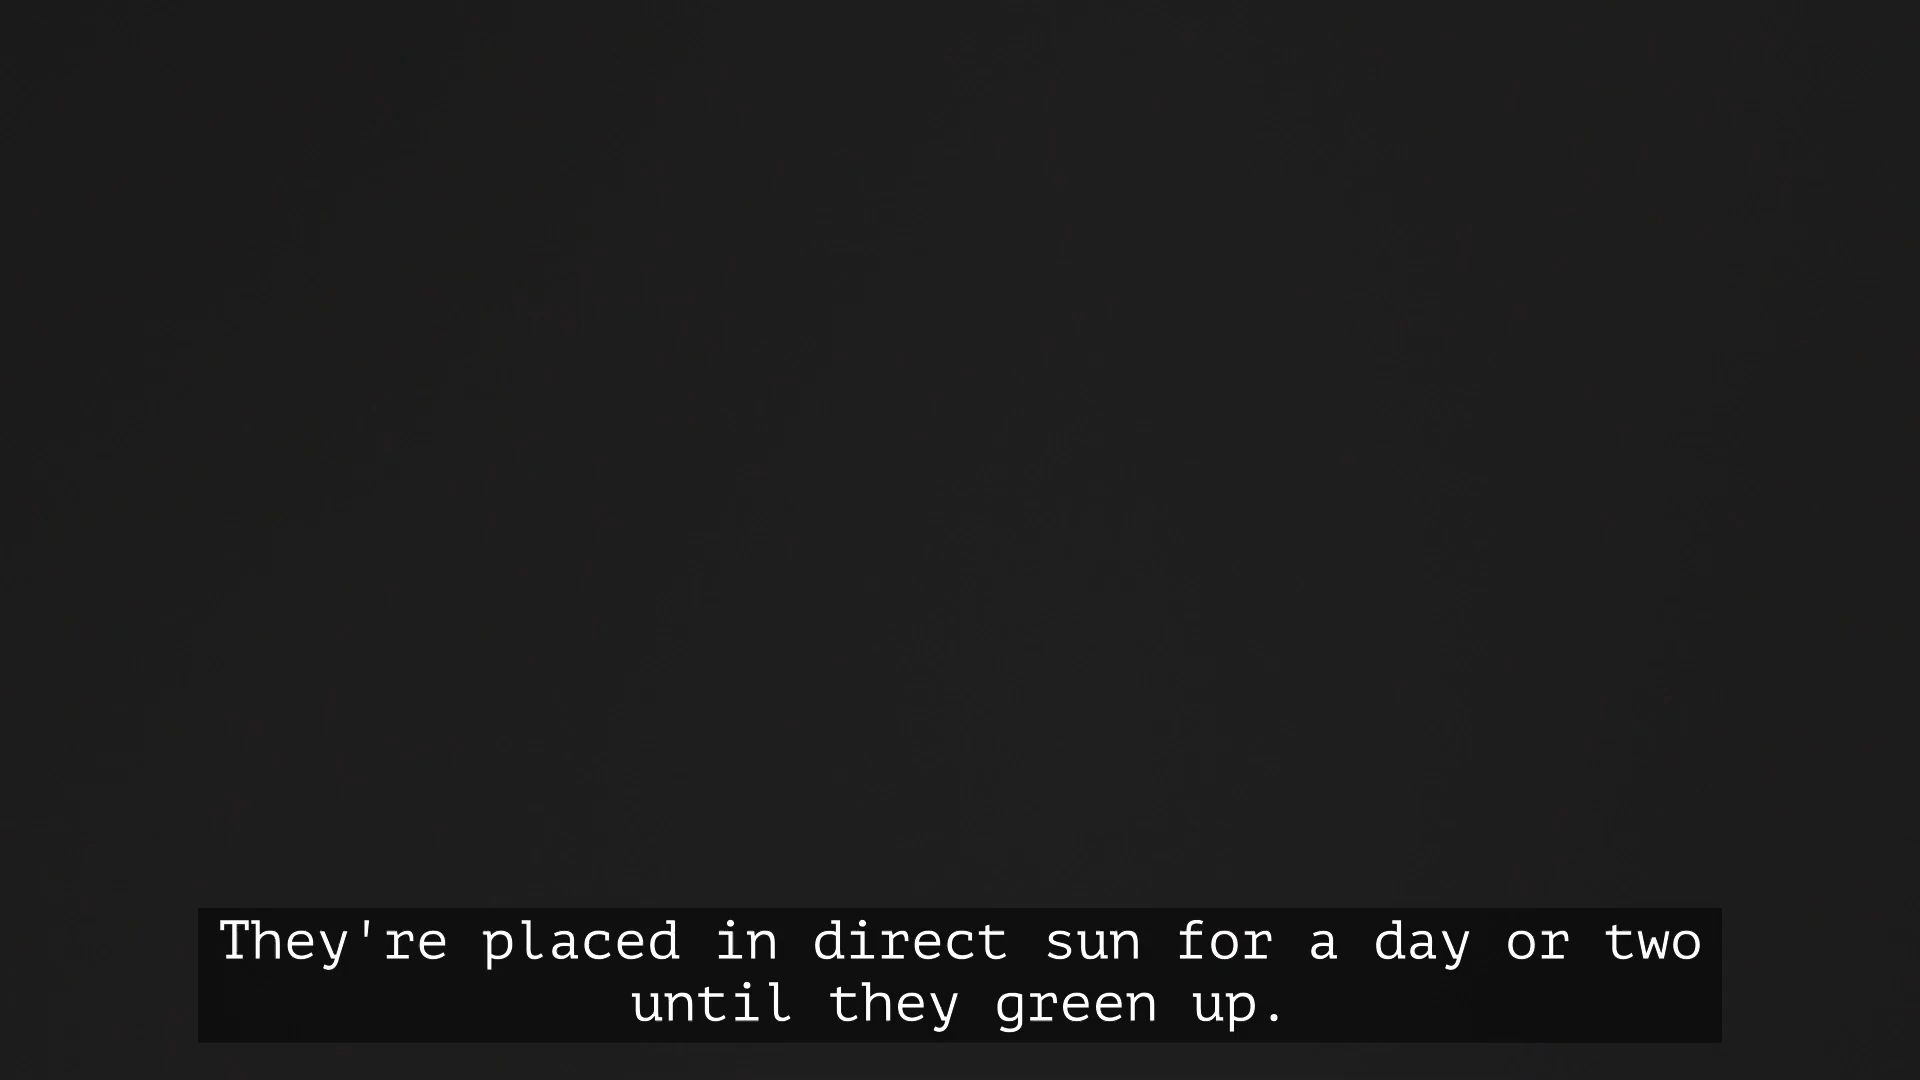 They're placed in direct sun for a day or two
until they green up.